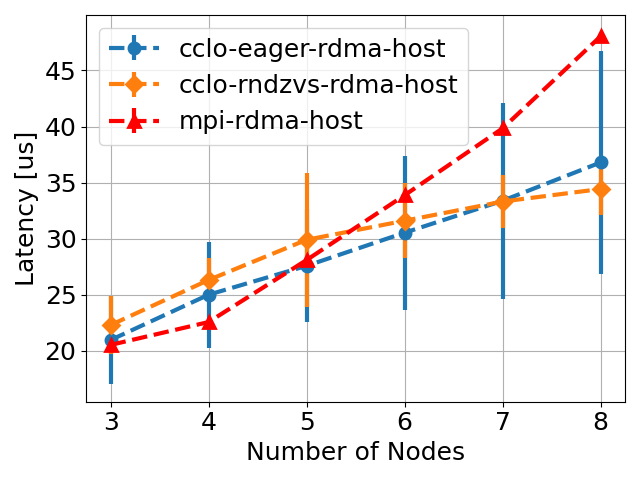 cclo-eager-rdma-host
cclo-rndzvs-rdma-host
mpi-rdma-host
Latency [us]
45
40
35
30
25
20
3 4 5 6 7 8
Number of Nodes